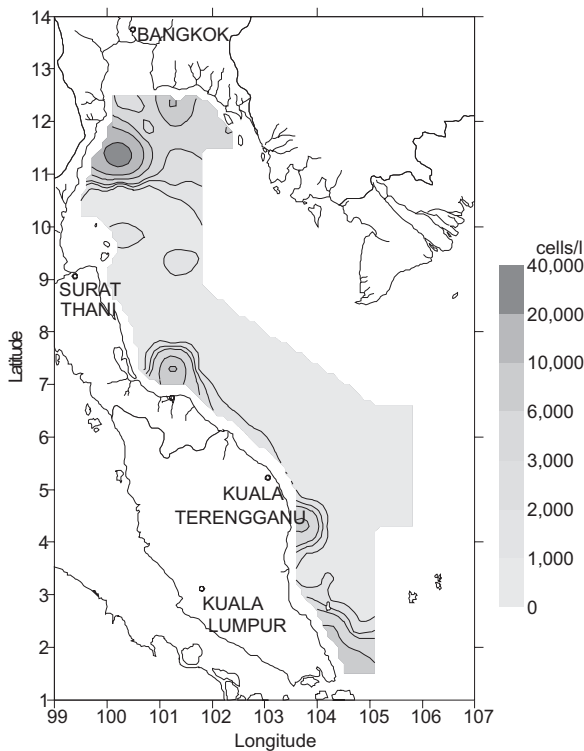 14
13
12
11
10
9
8
7
6
5
4
3
2
1
Latitude
BANGKOK
SURAT
THANI
KUALA
TERENGGANU
KUALA
LUMPUR
99 100 101 102 103 104 105 106 107
Longitude
cells/l
40,000
20,000
10,000
6,000
3,000
2,000
1,000
0